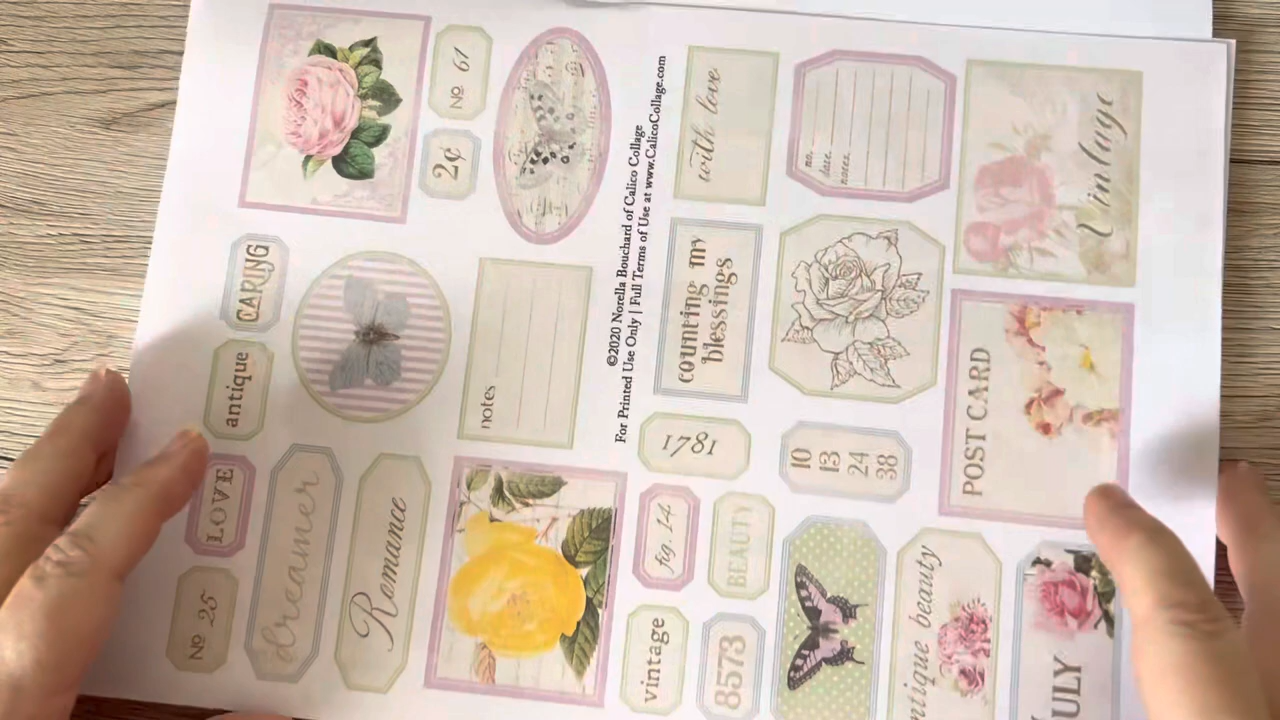 Nº 61
2¢
with love
no.
date.
notes.
Vintage
CARING
antique
LOVE
Nº 25
dreamer
Romance
notes
©2020 Norella Bouchard of Calico Collage
For Printed Use Only | Full Terms of Use at www.CalicoCollage.com
counting my
blessings
POST CARD
1781
10
13
24
38
fig. 14
BEAUTY
vintage
8573
ntique beauty
ULY